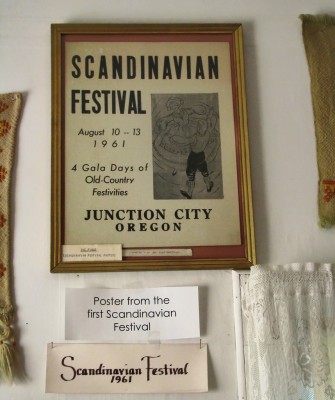 SCANDINAVIAN
FESTIVAL
August 10 – 13
1961
4 Gala Days of
Old-Country
Festivities
JUNCTION CITY
OREGON
Poster from the
first Scandinavian
Festival
Scandinavian Festival
1961